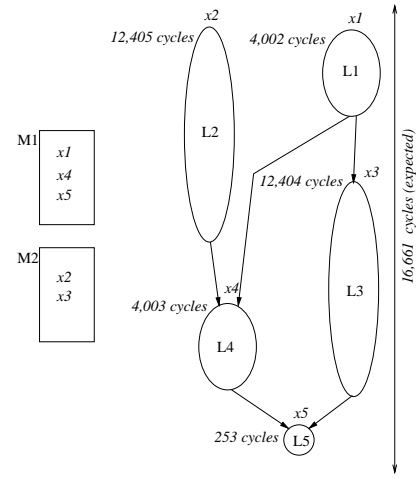 x2
x1
12,405 cycles
4,002 cycles
L1
L2
M1
x1
x4
x5
12,404 cycles
x3
M2
x2
x3
x4
L3
4,003 cycles
L4
x5
253 cycles
L5
16,661 cycles (expected)